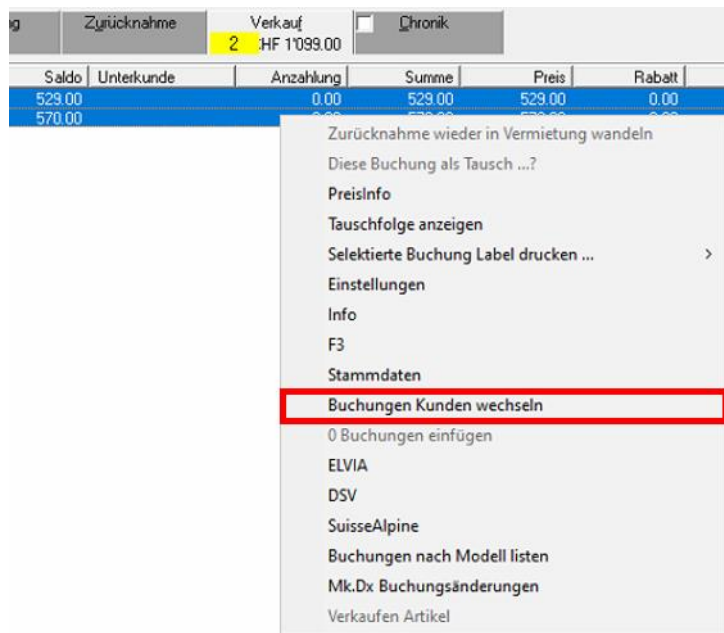 g Zurücknahme Verkauf Chronik
2 CHF 1'099.00
Saldo Unterkunde Anzahlung Summe Preis Rabatt
529.00 0.00 529.00 529.00 0.00
570.00
Zurücknahme wieder in Vermietung wandeln
Diese Buchung als Tausch ...?
PreisInfo
Tauschfolge anzeigen
Selektierte Buchung Label drucken ... >
Einstellungen
Info
F3
Stammdaten
Buchungen Kunden wechseln
0 Buchungen einfügen
ELVIA
DSV
SuisseAlpine
Buchungen nach Modell listen
Mk.Dx Buchungsänderungen
Verkaufen Artikel